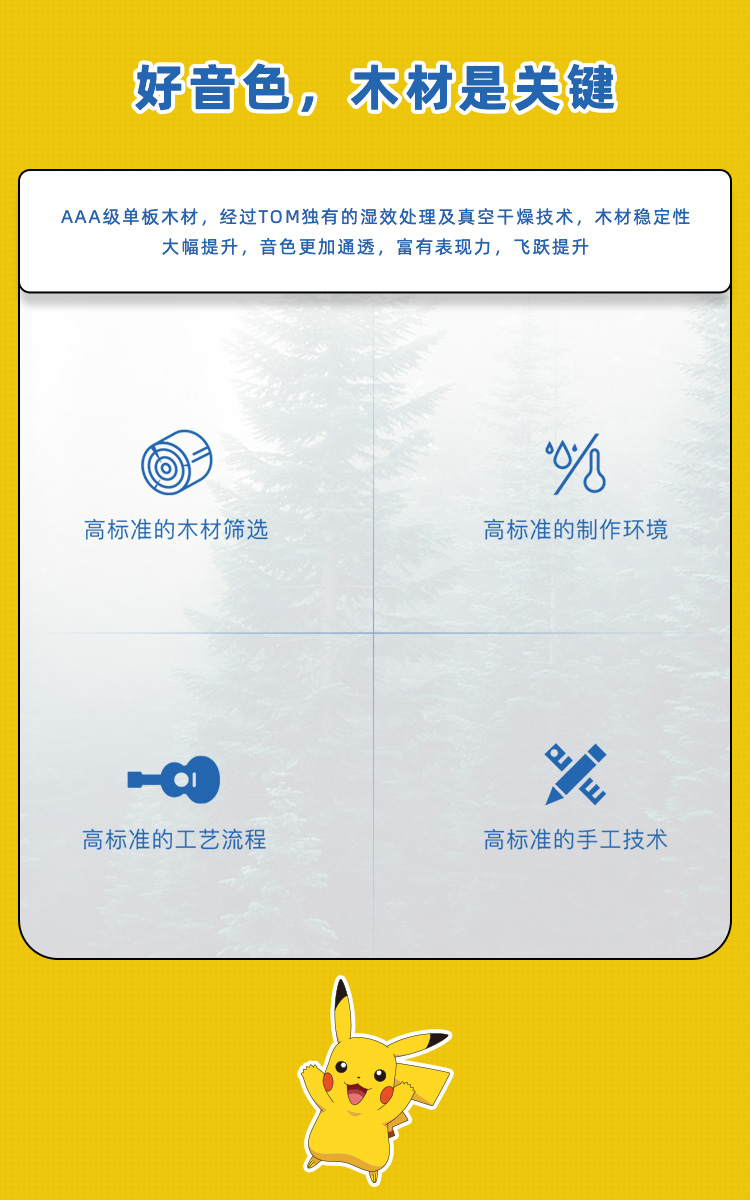 好音色，木材是关键
AAA级单板木材，经过TOM独有的湿效处理及真空干燥技术，木材稳定性
大幅提升，音色更加通透，富有表现力，飞跃提升
高标准的木材筛选
高标准的制作环境
高标准的工艺流程
高标准的手工技术